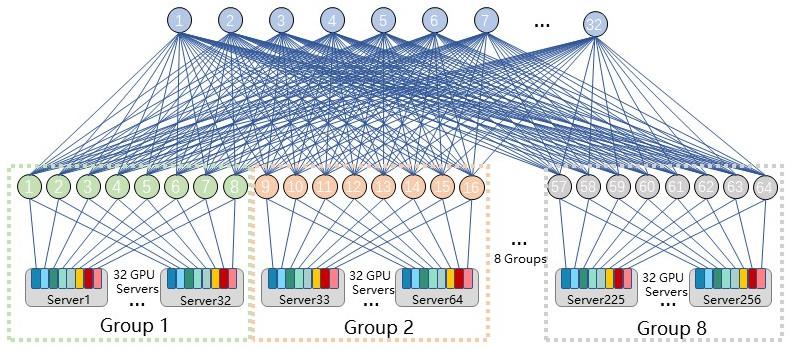 1 2 3 4 5 6 7 ... 32
1 2 3 4 5 6 7 8 9 10 11 12 13 14 15 16 57 58 59 60 61 62 63 64
...
8 Groups
32 GPU
Servers
...
Server1
Server32
Group 1
32 GPU
Servers
...
Server33
Server64
Group 2
32 GPU
Servers
...
Server225
Server256
Group 8